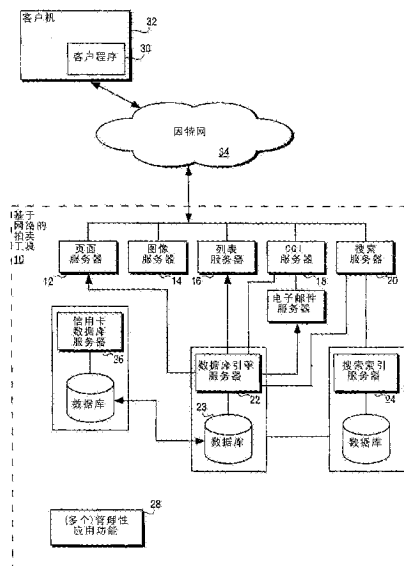 客户机
32
客户程序
30
因特网
34
基于
网络的
拍卖
工具
10
页面
服务器
12
图像
服务器
14
列表
服务器
16
CGI
服务器
18
搜索
服务器
20
电子邮件
服务器
信用卡
数据库
服务器
26
数据库
数据库引擎
服务器
22
23
数据库
搜索索引
服务器
24
数据库
(多个)管理性
应用功能
28